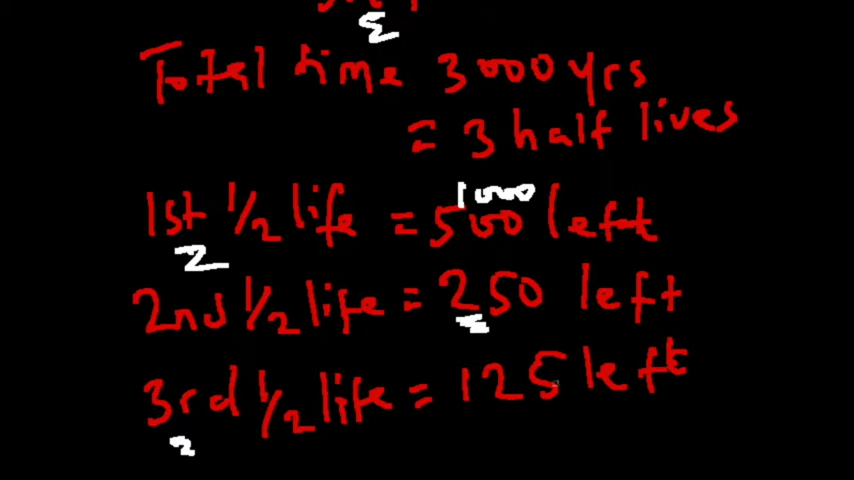 Total time 3000 yrs
= 3 half lives
1000
1st 1/2 life = 500 left
2nd 1/2 life = 250 left
3rd 1/2 life = 125 left